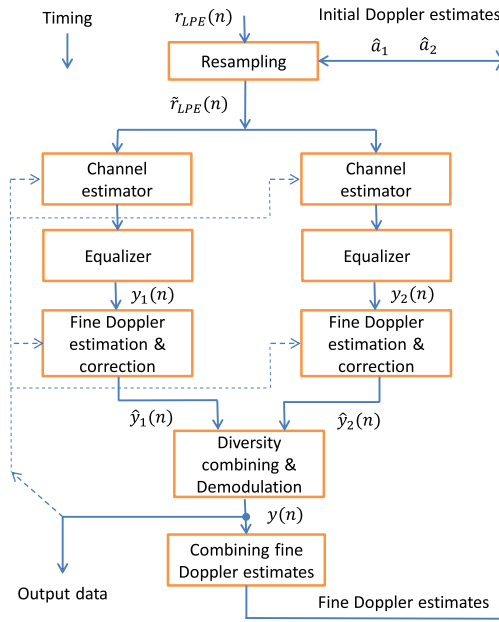 Timing
r_LPE(n)
Initial Doppler estimates
â_1 â_2
Resampling
r̃_LPE(n)
Channel
estimator
Channel
estimator
Equalizer
Equalizer
y_1(n)
y_2(n)
Fine Doppler
estimation &
correction
Fine Doppler
estimation &
correction
ŷ_1(n)
ŷ_2(n)
Diversity
combining &
Demodulation
y(n)
Combining fine
Doppler estimates
Output data
Fine Doppler estimates